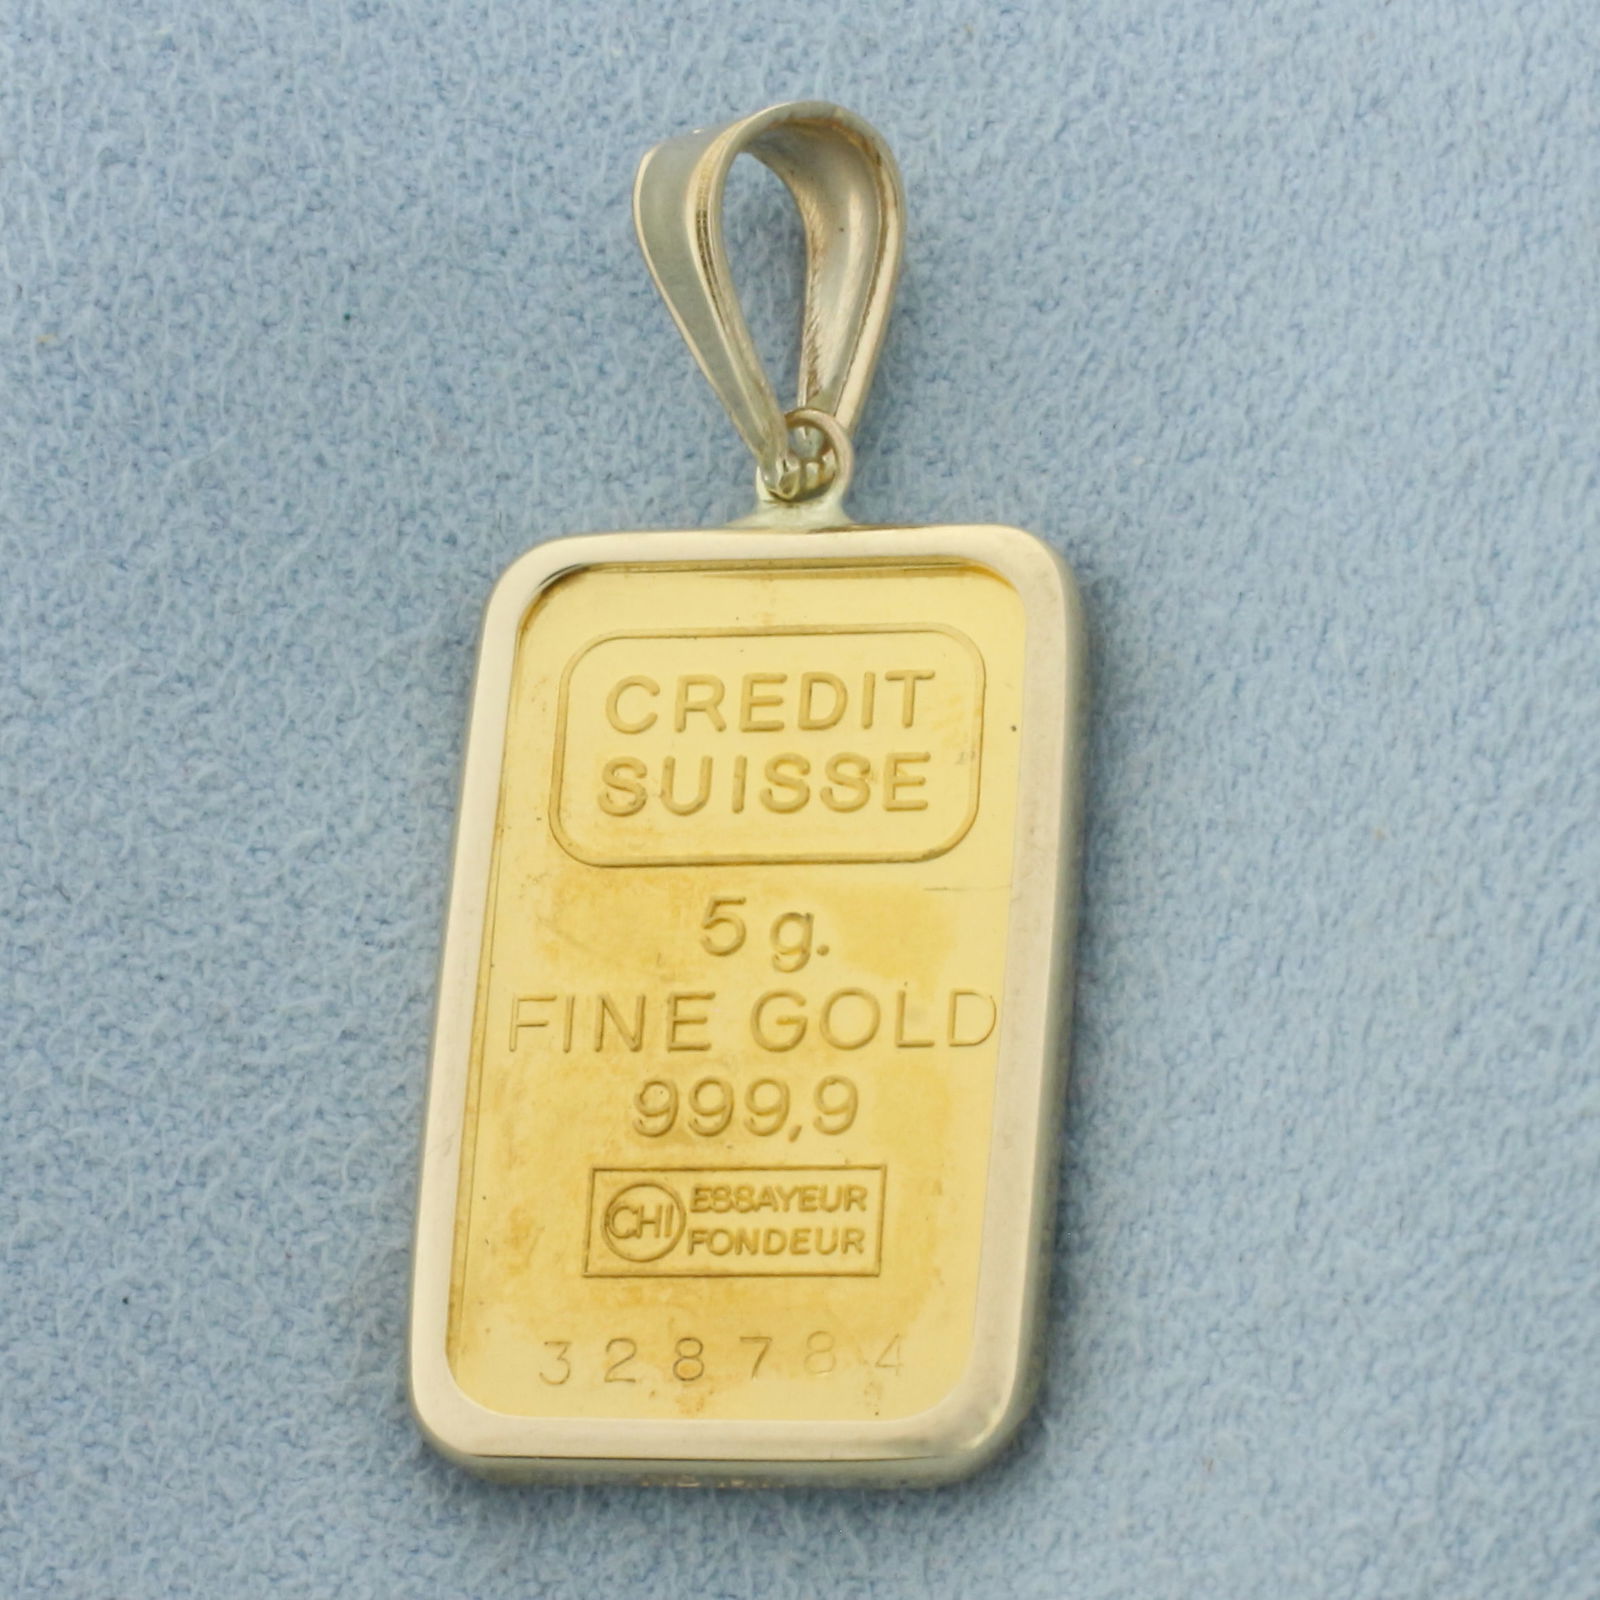 CREDIT
SUISSE
5 g.
FINE GOLD
999,9
CHI ESSAYEUR
FONDEUR
328784